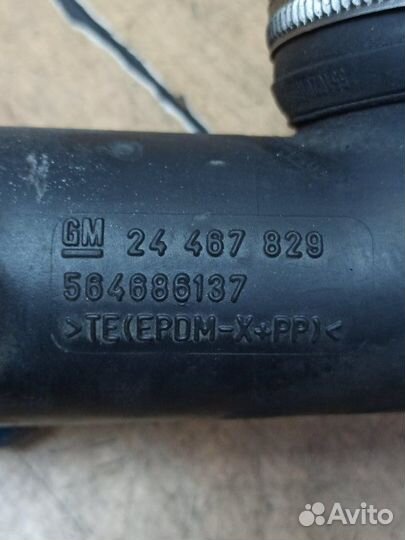 GM 24 467 829
564686137
>TE(EPDM-X+PP)<
Avito